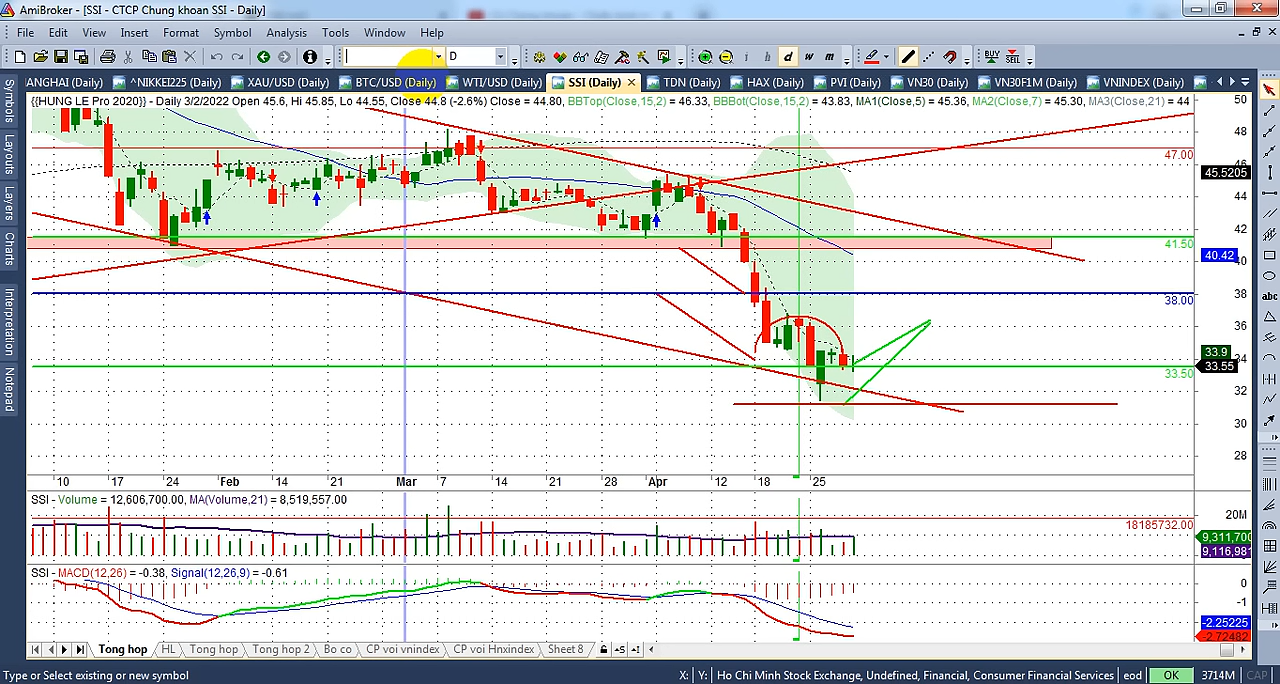 AmiBroker - [SSI - CTCP Chung khoan SSI - Daily]
File Edit View Insert Format Symbol Analysis Tools Window Help
D i h d w m BUY SELL
ANGHAI (Daily) ^NIKKEI225 (Daily) XAU/USD (Daily) BTC/USD (Daily) WTI/USD (Daily) SSI (Daily) TDN (Daily) HAX (Daily) PVI (Daily) VN30 (Daily) VN30F1M (Daily) VNIINDEX (Daily)
Symbols
Layouts
Layers
Charts
Interpretation
Notepad
{{HUNG LE Pro 2020}} - Daily 3/2/2022 Open 45.6, Hi 45.85, Lo 44.55, Close 44.8 (-2.6%) Close = 44.80, BBTop(Close,15,2) = 46.33, BBBot(Close,15,2) = 43.83, MA1(Close,5) = 45.36, MA2(Close,7) = 45.30, MA3(Close,21) = 44
50
48
47.00
46
45.5205
44
42
41.50
40.42
40
38
38.00
36
33.9
34
33.55
33.50
32
30
28
10 17 24 Feb 7 14 21 Mar 7 14 21 28 Apr 12 18 25
SSI - Volume = 12,606,700.00, MA(Volume,21) = 8,519,557.00
20M
18185732.00
9,311,700
9,116,981
SSI - MACD(12,26) = -0.38, Signal(12,26,9) = -0.61
0
-1
-2.25225
-2.72482
Tong hop HL Tong hop Tong hop 2 Bo co CP voi vnindex CP voi Hnxindex Sheet 8
Type or Select existing or new symbol X: Y: Ho Chi Minh Stock Exchange, Undefined, Financial, Consumer Financial Services eod OK 3714M CAP
abc